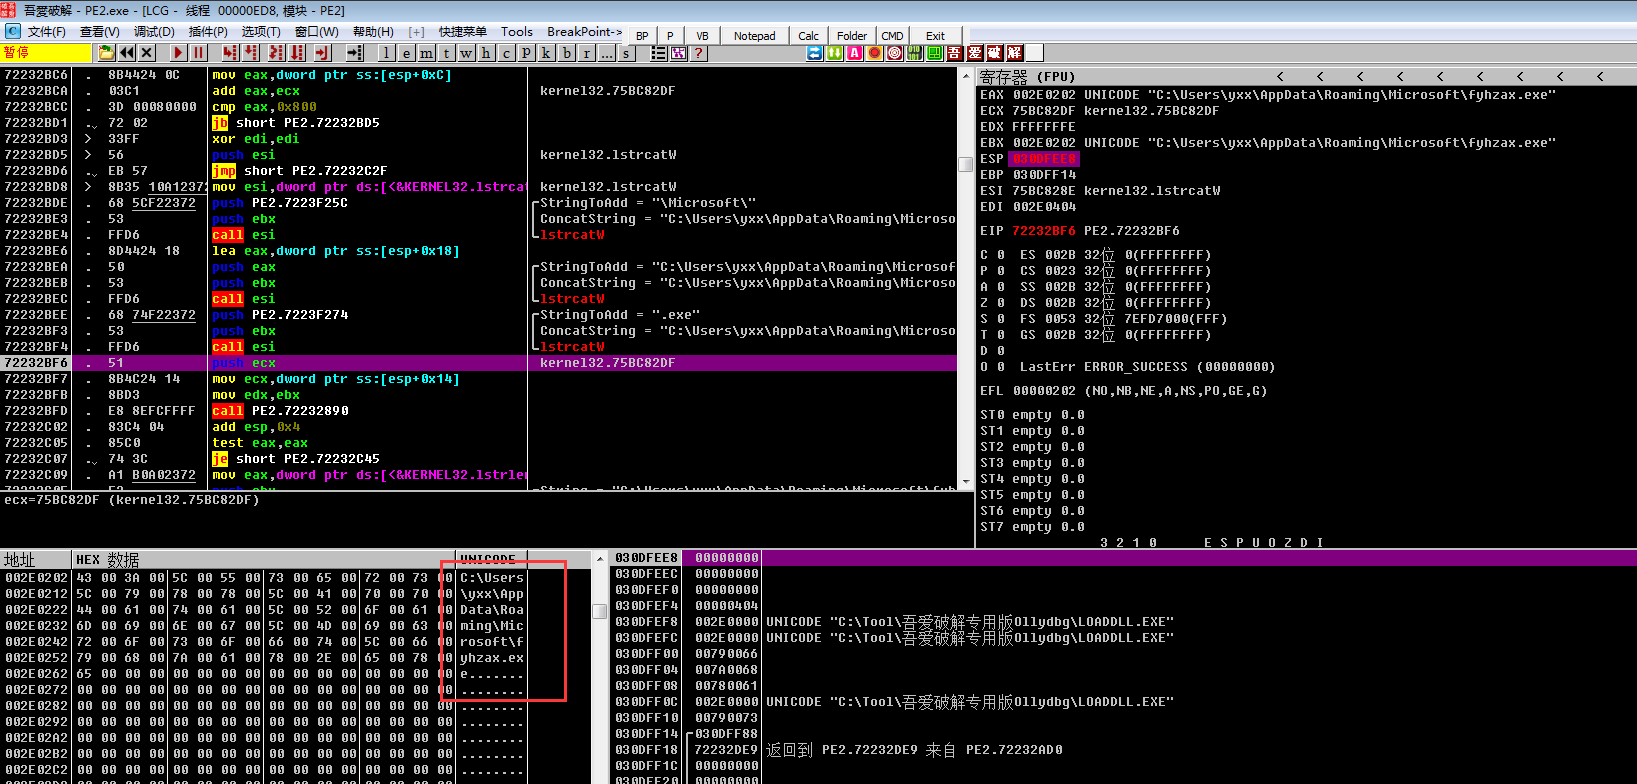 吾爱破解 - PE2.exe - [LCG - 线程 00000ED8, 模块 - PE2]
文件(F) 查看(V) 调试(D) 插件(P) 选项(T) 窗口(W) 帮助(H) [+] 快捷菜单 Tools BreakPoint-> BP P VB Notepad Calc Folder CMD Exit
暂停 l e m t w h c p k b r ... s ? 吾 爱 破 解
72232BC6 . 8B4424 0C mov eax,dword ptr ss:[esp+0xC]
72232BCA . 03C1 add eax,ecx kernel32.75BC82DF
72232BCC . 3D 00080000 cmp eax,0x800
72232BD1 .⌵ 72 02 jb short PE2.72232BD5
72232BD3 > 33FF xor edi,edi
72232BD5 > 56 push esi kernel32.lstrcatW
72232BD6 .⌵ EB 57 jmp short PE2.72232C2F
72232BD8 > 8B35 10A12372 mov esi,dword ptr ds:[<&KERNEL32.lstrcat kernel32.lstrcatW
72232BDE . 68 5CF22372 push PE2.7223F25C StringToAdd = "\Microsoft\"
72232BE3 . 53 push ebx ConcatString = "C:\Users\yxx\AppData\Roaming\Microso
72232BE4 . FFD6 call esi lstrcatW
72232BE6 . 8D4424 18 lea eax,dword ptr ss:[esp+0x18]
72232BEA . 50 push eax StringToAdd = "C:\Users\yxx\AppData\Roaming\Microsof
72232BEB . 53 push ebx ConcatString = "C:\Users\yxx\AppData\Roaming\Microso
72232BEC . FFD6 call esi lstrcatW
72232BEE . 68 74F22372 push PE2.7223F274 StringToAdd = ".exe"
72232BF3 . 53 push ebx ConcatString = "C:\Users\yxx\AppData\Roaming\Microso
72232BF4 . FFD6 call esi lstrcatW
72232BF6 . 51 push ecx kernel32.75BC82DF
72232BF7 . 8B4C24 14 mov ecx,dword ptr ss:[esp+0x14]
72232BFB . 8BD3 mov edx,ebx
72232BFD . E8 8EFCFFFF call PE2.72232890
72232C02 . 83C4 04 add esp,0x4
72232C05 . 85C0 test eax,eax
72232C07 .⌵ 74 3C je short PE2.72232C45
72232C09 . A1 B0A02372 mov eax,dword ptr ds:[<&KERNEL32.lstrlen
ecx=75BC82DF (kernel32.75BC82DF)
寄存器 (FPU) < < < < < < < < <
EAX 002E0202 UNICODE "C:\Users\yxx\AppData\Roaming\Microsoft\fyhzax.exe"
ECX 75BC82DF kernel32.75BC82DF
EDX FFFFFFFE
EBX 002E0202 UNICODE "C:\Users\yxx\AppData\Roaming\Microsoft\fyhzax.exe"
ESP 030DFEE8
EBP 030DFF14
ESI 75BC828E kernel32.lstrcatW
EDI 002E0404
EIP 72232BF6 PE2.72232BF6
C 0 ES 002B 32位 0(FFFFFFFF)
P 0 CS 0023 32位 0(FFFFFFFF)
A 0 SS 002B 32位 0(FFFFFFFF)
Z 0 DS 002B 32位 0(FFFFFFFF)
S 0 FS 0053 32位 7EFD7000(FFF)
T 0 GS 002B 32位 0(FFFFFFFF)
D 0
O 0 LastErr ERROR_SUCCESS (00000000)
EFL 00000202 (NO,NB,NE,A,NS,PO,GE,G)
ST0 empty 0.0
ST1 empty 0.0
ST2 empty 0.0
ST3 empty 0.0
ST4 empty 0.0
ST5 empty 0.0
ST6 empty 0.0
ST7 empty 0.0
3 2 1 0 E S P U O Z D I
地址 HEX 数据 UNICODE
002E0202 43 00 3A 00 5C 00 55 00 73 00 65 00 72 00 73 00 C:\Users
002E0212 5C 00 79 00 78 00 78 00 5C 00 41 00 70 00 70 00 \yxx\App
002E0222 44 00 61 00 74 00 61 00 5C 00 52 00 6F 00 61 00 Data\Roa
002E0232 6D 00 69 00 6E 00 67 00 5C 00 4D 00 69 00 63 00 ming\Mic
002E0242 72 00 6F 00 73 00 6F 00 66 00 74 00 5C 00 66 00 rosoft\f
002E0252 79 00 68 00 7A 00 61 00 78 00 2E 00 65 00 78 00 yhzax.ex
002E0262 65 00 00 00 00 00 00 00 00 00 00 00 00 00 00 00 e.......
002E0272 00 00 00 00 00 00 00 00 00 00 00 00 00 00 00 00 ........
002E0282 00 00 00 00 00 00 00 00 00 00 00 00 00 00 00 00 ........
002E0292 00 00 00 00 00 00 00 00 00 00 00 00 00 00 00 00 ........
002E02A2 00 00 00 00 00 00 00 00 00 00 00 00 00 00 00 00 ........
002E02B2 00 00 00 00 00 00 00 00 00 00 00 00 00 00 00 00 ........
002E02C2 00 00 00 00 00 00 00 00 00 00 00 00 00 00 00 00 ........
030DFEE8 00000000
030DFEEC 00000000
030DFEF0 00000000
030DFEF4 00000404
030DFEF8 002E0000 UNICODE "C:\Tool\吾爱破解专用版Ollydbg\LOADDLL.EXE"
030DFEFC 002E0000 UNICODE "C:\Tool\吾爱破解专用版Ollydbg\LOADDLL.EXE"
030DFF00 00790066
030DFF04 007A0068
030DFF08 00780061
030DFF0C 002E0000 UNICODE "C:\Tool\吾爱破解专用版Ollydbg\LOADDLL.EXE"
030DFF10 00790073
030DFF14 030DFF88
030DFF18 72232DE9 返回到 PE2.72232DE9 来自 PE2.72232AD0
030DFF1C 00000000
030DFF20 00000000